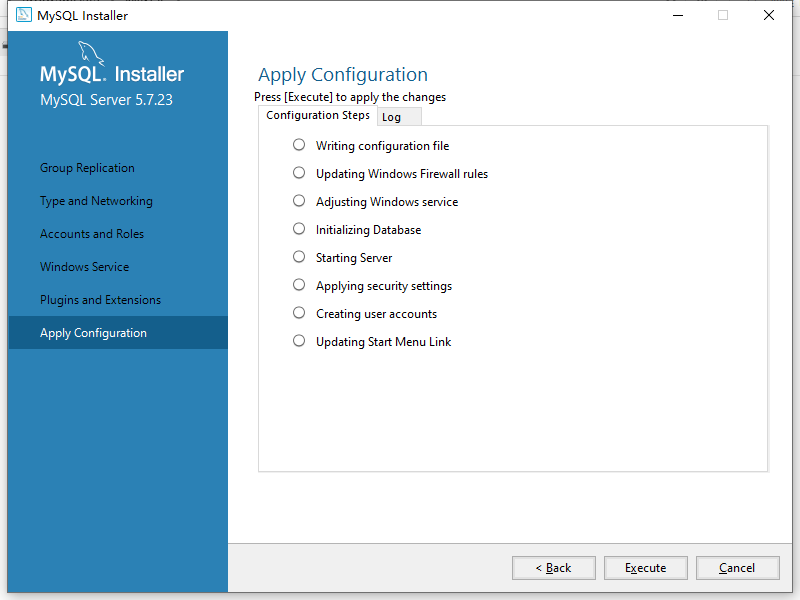 MySQL Installer
MySQL. Installer
MySQL Server 5.7.23
Group Replication
Type and Networking
Accounts and Roles
Windows Service
Plugins and Extensions
Apply Configuration
Apply Configuration
Press [Execute] to apply the changes
Configuration Steps
Log
Writing configuration file
Updating Windows Firewall rules
Adjusting Windows service
Initializing Database
Starting Server
Applying security settings
Creating user accounts
Updating Start Menu Link
< Back
Execute
Cancel